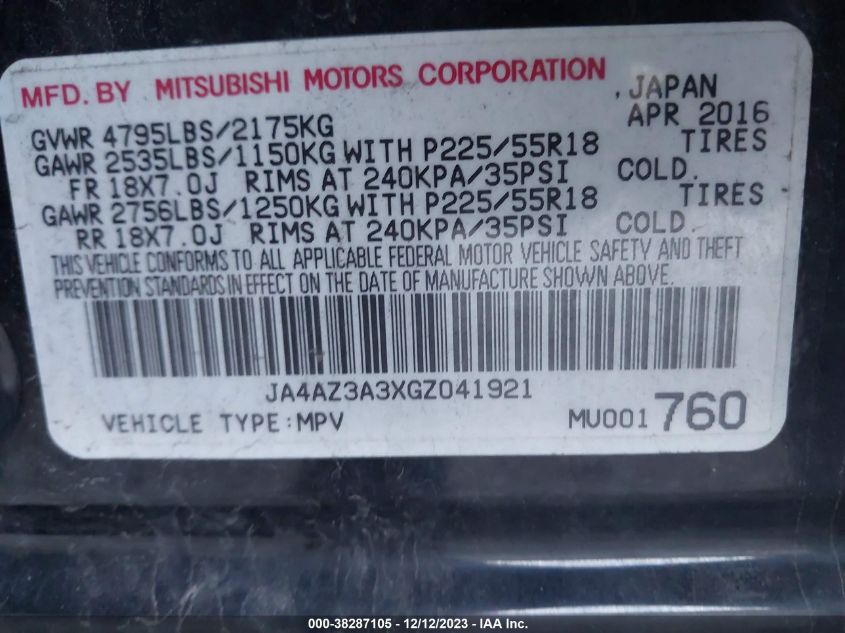 MFD. BY MITSUBISHI MOTORS CORPORATION , JAPAN
GVWR 4795LBS/2175KG APR 2016
GAWR 2535LBS/1150KG WITH P225/55R18 TIRES
FR 18X7.0J RIMS AT 240KPA/35PSI COLD.
GAWR 2756LBS/1250KG WITH P225/55R18 TIRES
RR 18X7.0J RIMS AT 240KPA/35PSI COLD.
THIS VEHICLE CONFORMS TO ALL APPLICABLE FEDERAL MOTOR VEHICLE SAFETY AND THEFT
PREVENTION STANDARDS IN EFFECT ON THE DATE OF MANUFACTURE SHOWN ABOVE.
JA4AZ3A3XGZ041921
VEHICLE TYPE:MPV MU001 760
000-38287105 - 12/12/2023 - IAA Holdings, LLC.